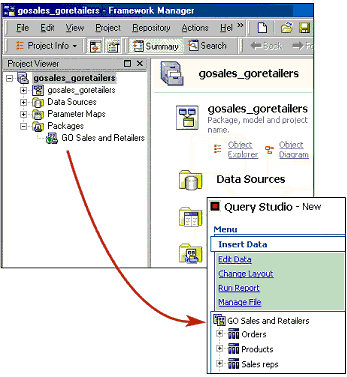 gosales_goretailers - Framework Manager
File Edit View Project Repository Actions Hel »
Project Info Summary Search Back Fo
Project Viewer
gosales_goretailers
gosales_goretailers
Data Sources
Parameter Maps
Packages
GO Sales and Retailers
gosales_goretailers
gosales_goretailers
Package, model and project
name.
Object
Explorer
Object
Diagram
Data Sources
Query Studio - New
Menu
Insert Data
Edit Data
Change Layout
Run Report
Manage File
GO Sales and Retailers
Orders
Products
Sales reps